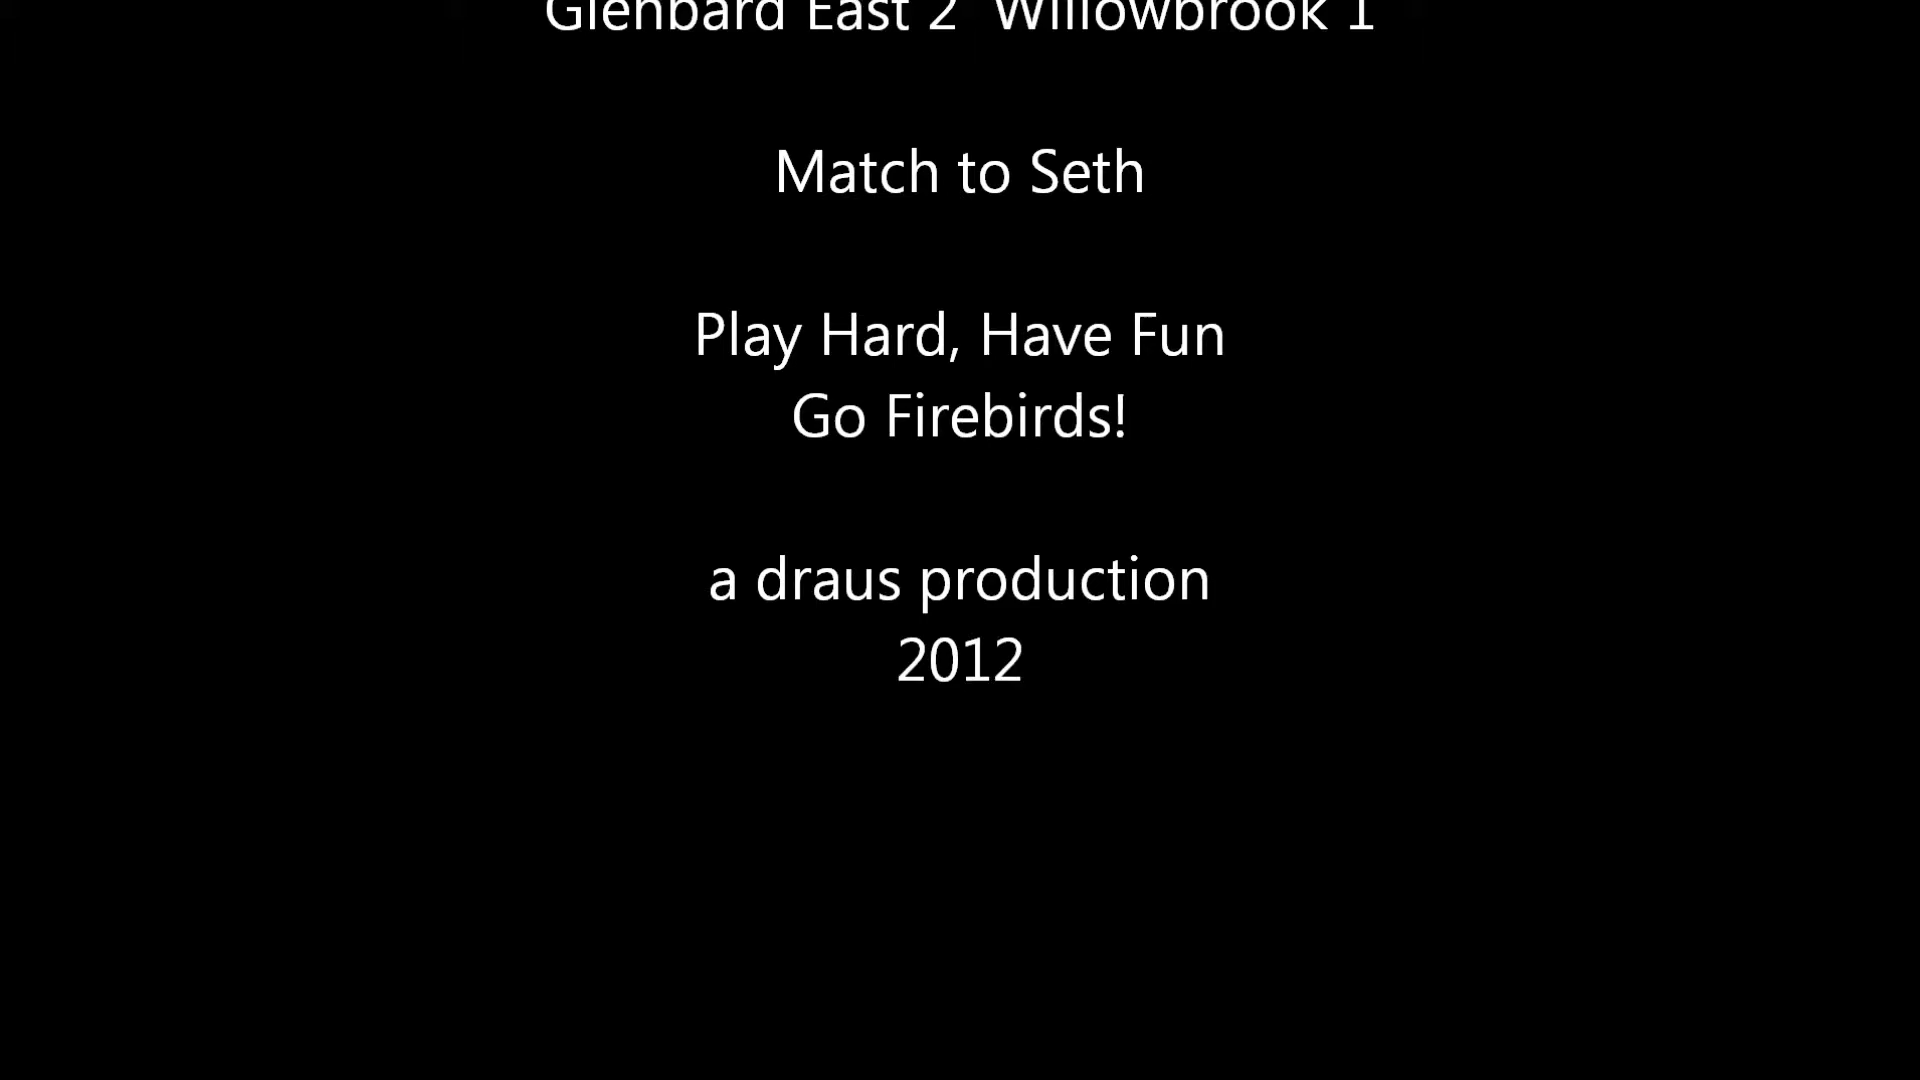 Glenbard East 2  Willowbrook 1
Match to Seth
Play Hard, Have Fun
Go Firebirds!
a draus production
2012